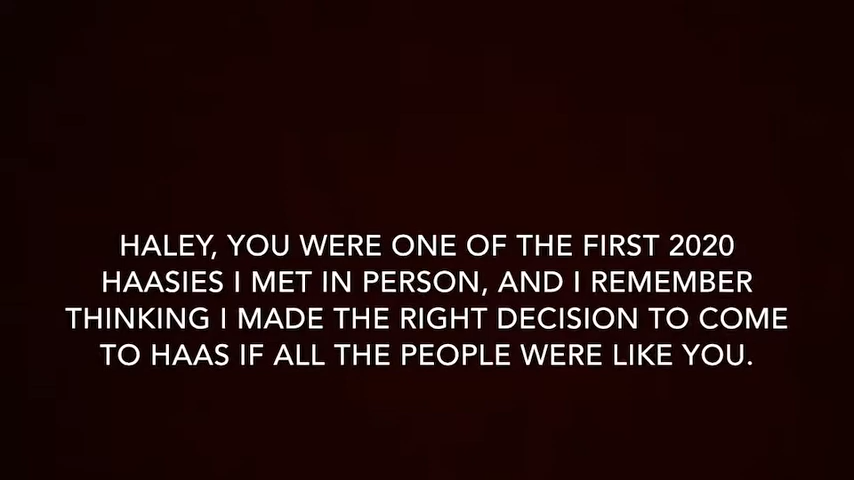 HALEY, YOU WERE ONE OF THE FIRST 2020
HAASIES I MET IN PERSON, AND I REMEMBER
THINKING I MADE THE RIGHT DECISION TO COME
TO HAAS IF ALL THE PEOPLE WERE LIKE YOU.